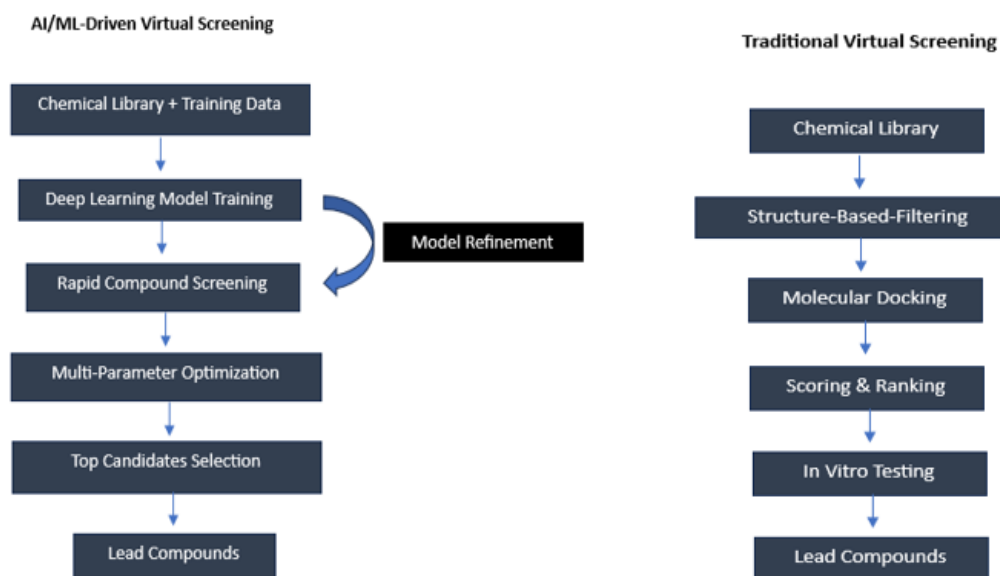 AI/ML-Driven Virtual Screening
Chemical Library + Training Data
Deep Learning Model Training
Model Refinement
Rapid Compound Screening
Multi-Parameter Optimization
Top Candidates Selection
Lead Compounds
Traditional Virtual Screening
Chemical Library
Structure-Based-Filtering
Molecular Docking
Scoring & Ranking
In Vitro Testing
Lead Compounds